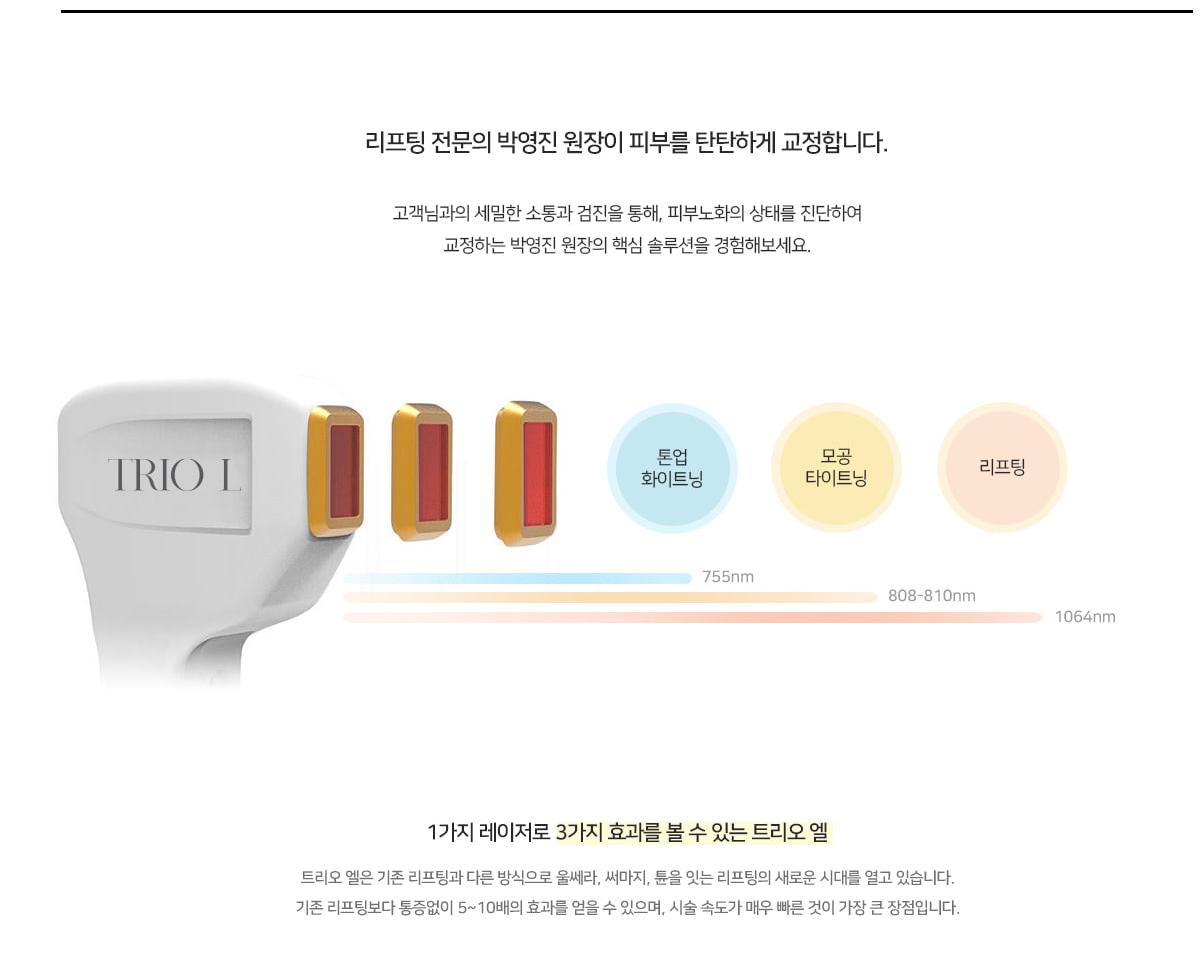 리프팅 전문의 박영진 원장이 피부를 탄탄하게 교정합니다.
고객님과의 세밀한 소통과 검진을 통해, 피부노화의 상태를 진단하여
교정하는 박영진 원장의 핵심 솔루션을 경험해보세요.
TRIO L
톤업
화이트닝
모공
타이트닝
리프팅
755nm
808-810nm
1064nm
1가지 레이저로 3가지 효과를 볼 수 있는 트리오 엘
트리오 엘은 기존 리프팅과 다른 방식으로 울쎄라, 써마지, 튠을 잇는 리프팅의 새로운 시대를 열고 있습니다.
기존 리프팅보다 통증없이 5~10배의 효과를 얻을 수 있으며, 시술 속도가 매우 빠른 것이 가장 큰 장점입니다.